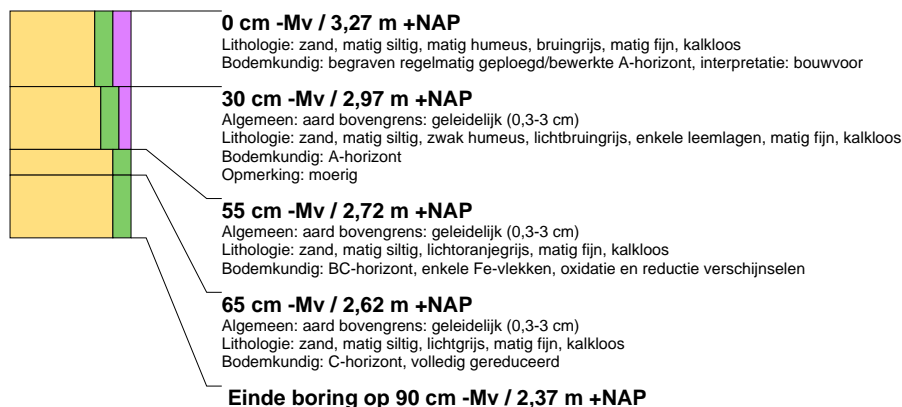 0 cm -Mv / 3,27 m +NAP
Lithologie: zand, matig siltig, matig humeus, bruingrijs, matig fijn, kalkloos
Bodemkundig: begraven regelmatig geploegd/bewerkte A-horizont, interpretatie: bouwvoor
30 cm -Mv / 2,97 m +NAP
Algemeen: aard bovengrens: geleidelijk (0,3-3 cm)
Lithologie: zand, matig siltig, zwak humeus, lichtbruingrijs, enkele leemlagen, matig fijn, kalkloos
Bodemkundig: A-horizont
Opmerking: moerig
55 cm -Mv / 2,72 m +NAP
Algemeen: aard bovengrens: geleidelijk (0,3-3 cm)
Lithologie: zand, matig siltig, lichtoranjegrijs, matig fijn, kalkloos
Bodemkundig: BC-horizont, enkele Fe-vlekken, oxidatie en reductie verschijnselen
65 cm -Mv / 2,62 m +NAP
Algemeen: aard bovengrens: geleidelijk (0,3-3 cm)
Lithologie: zand, matig siltig, lichtgrijs, matig fijn, kalkloos
Bodemkundig: C-horizont, volledig gereduceerd
Einde boring op 90 cm -Mv / 2,37 m +NAP